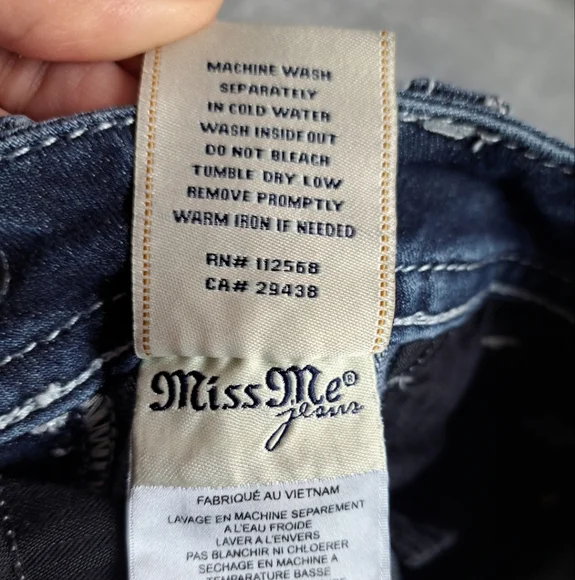 MACHINE WASH
SEPARATELY
IN COLD WATER
WASH INSIDE OUT
DO NOT BLEACH
TUMBLE DRY LOW
REMOVE PROMPTLY
WARM IRON IF NEEDED
RN# 112568
CA# 29438
Miss Me®
jeans
FABRIQUÉ AU VIETNAM
LAVAGE EN MACHINE SEPAREMENT
A L'EAU FROIDE
LAVER A L'ENVERS
PAS BLANCHIR NI CHLOERER
SECHAGE EN MACHINE A
TEMPARATURE BASSE